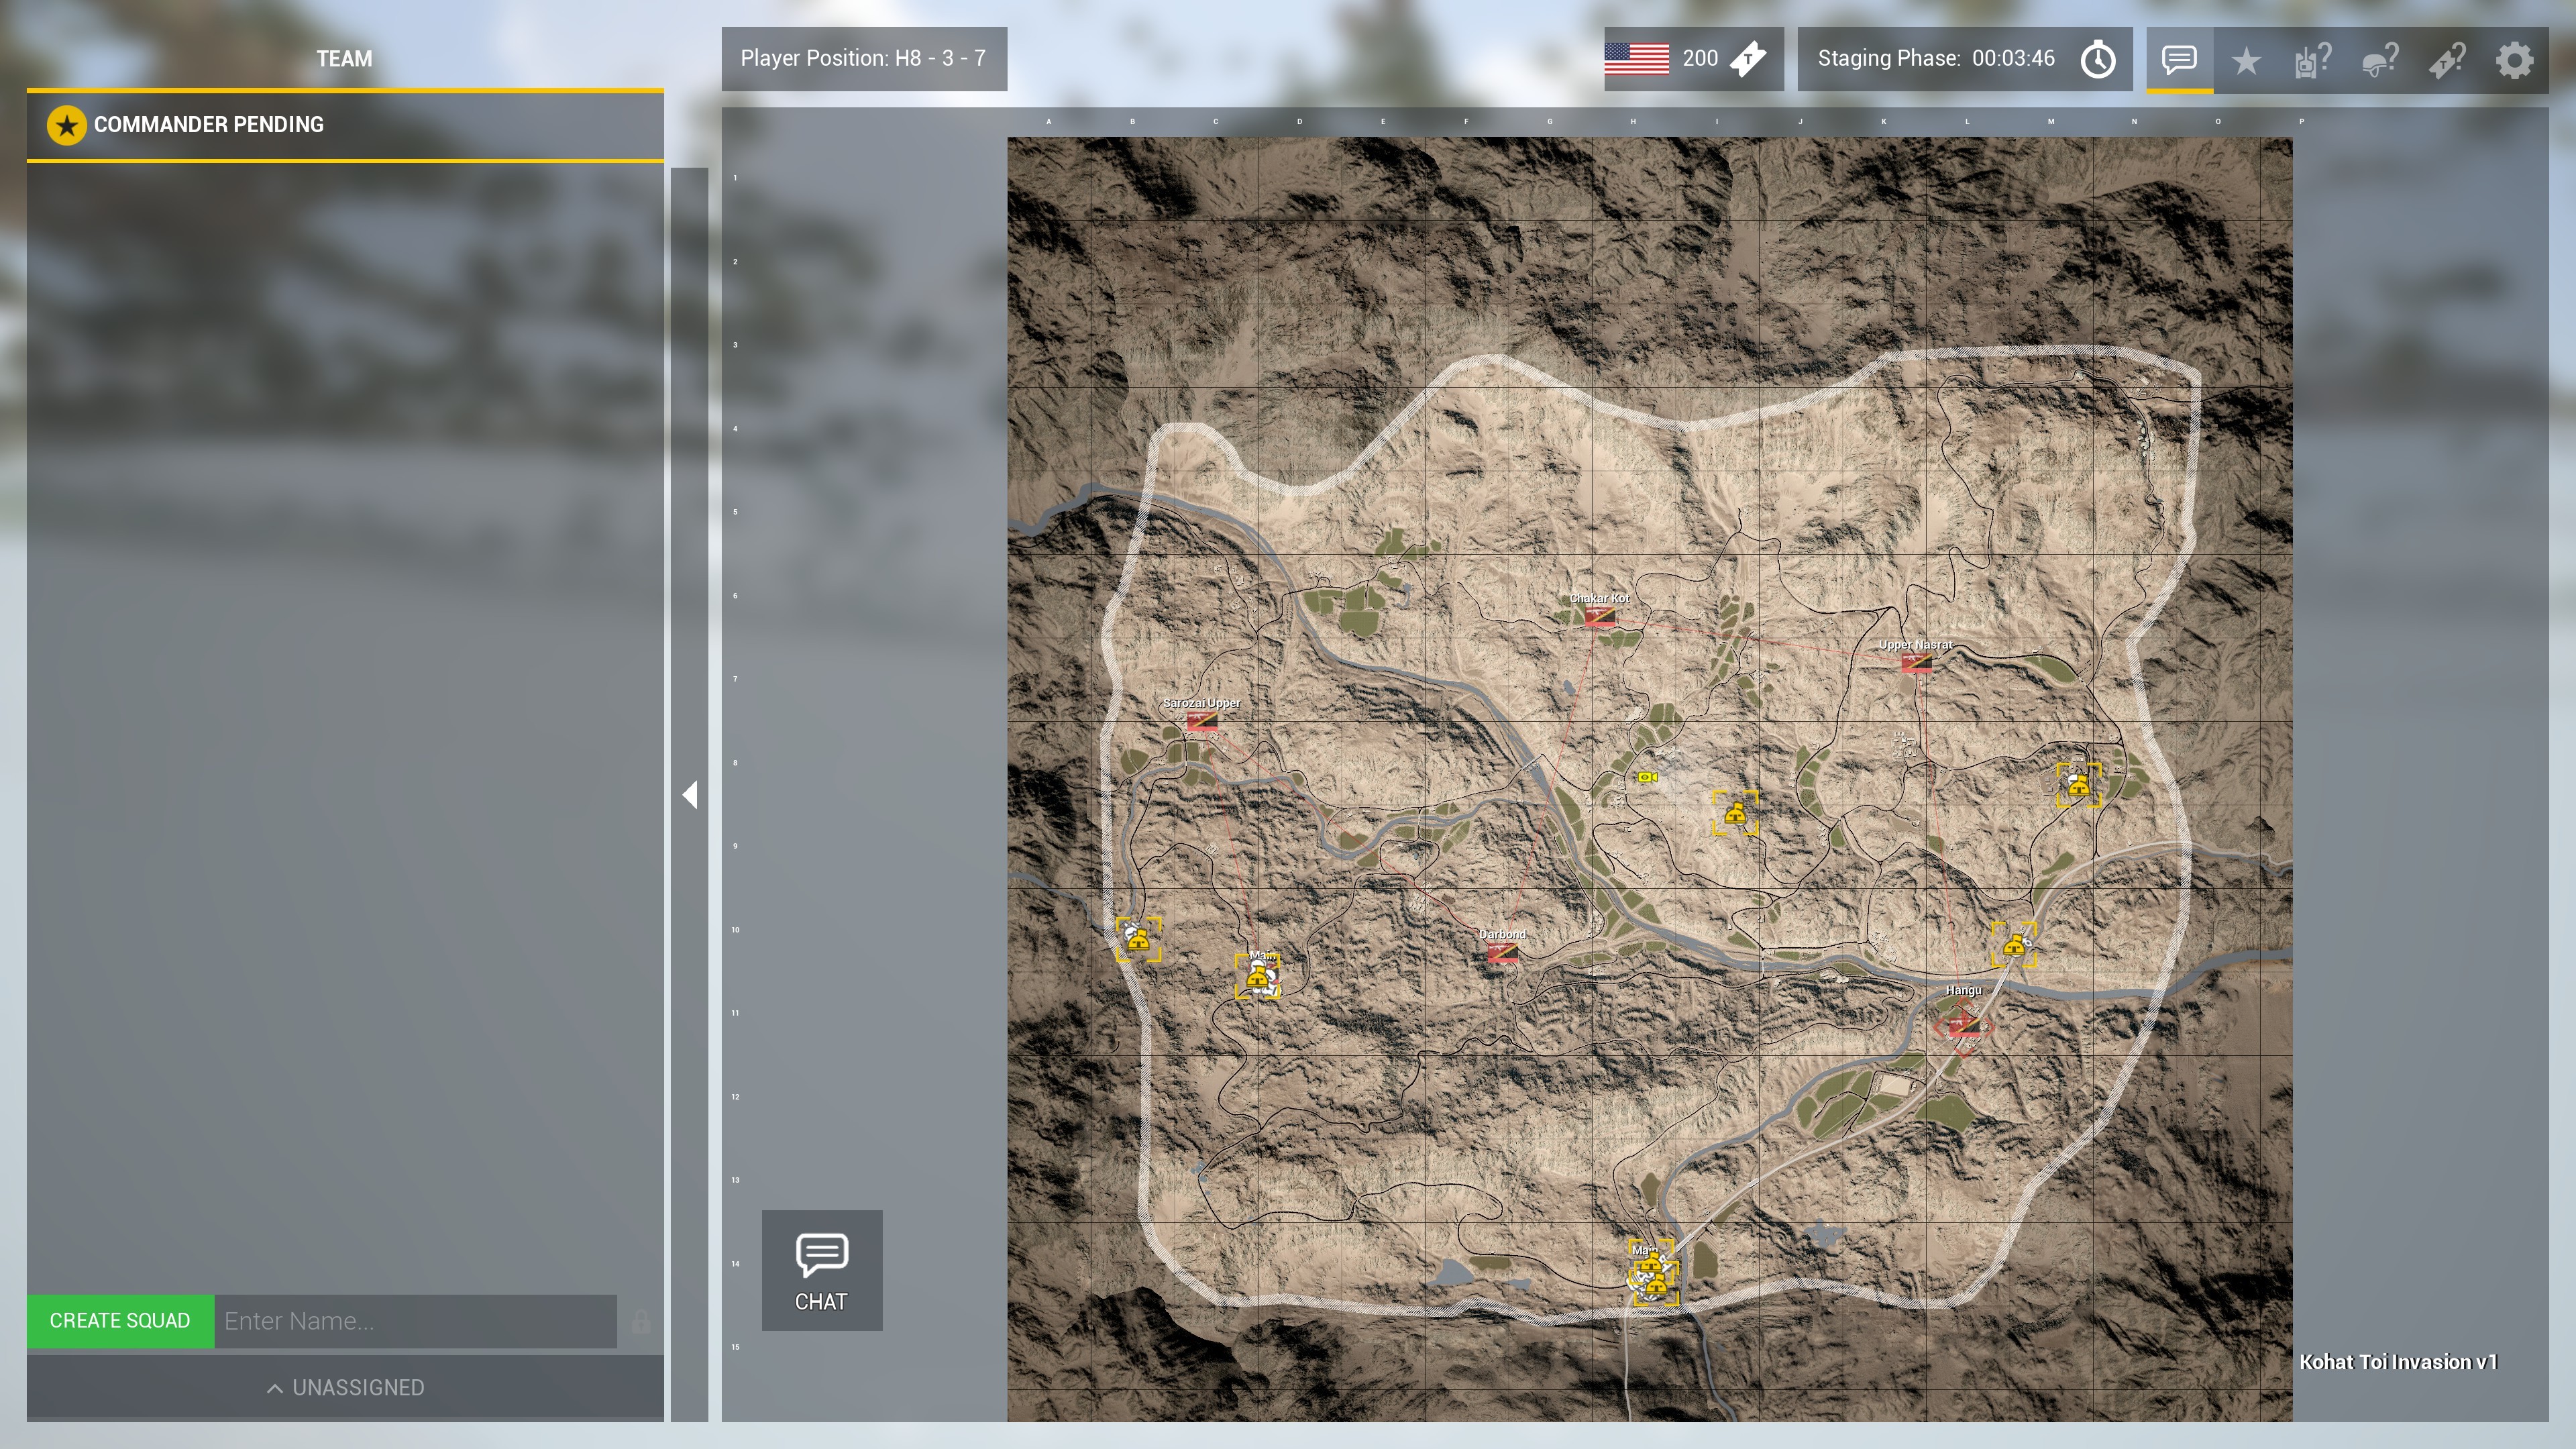 TEAM
Player Position: H8 - 3 - 7
200
T
Staging Phase: 00:03:46
COMMANDER PENDING
A B C D E F G H I J K L M N O P
1
2
3
4
5
6
7
8
9
10
11
12
13
14
15
Chakar Kot
Upper Nasrat
Sarozai Upper
Darbond
Main
Hangu
Main
CHAT
CREATE SQUAD
Enter Name...
UNASSIGNED
Kohat Toi Invasion v1